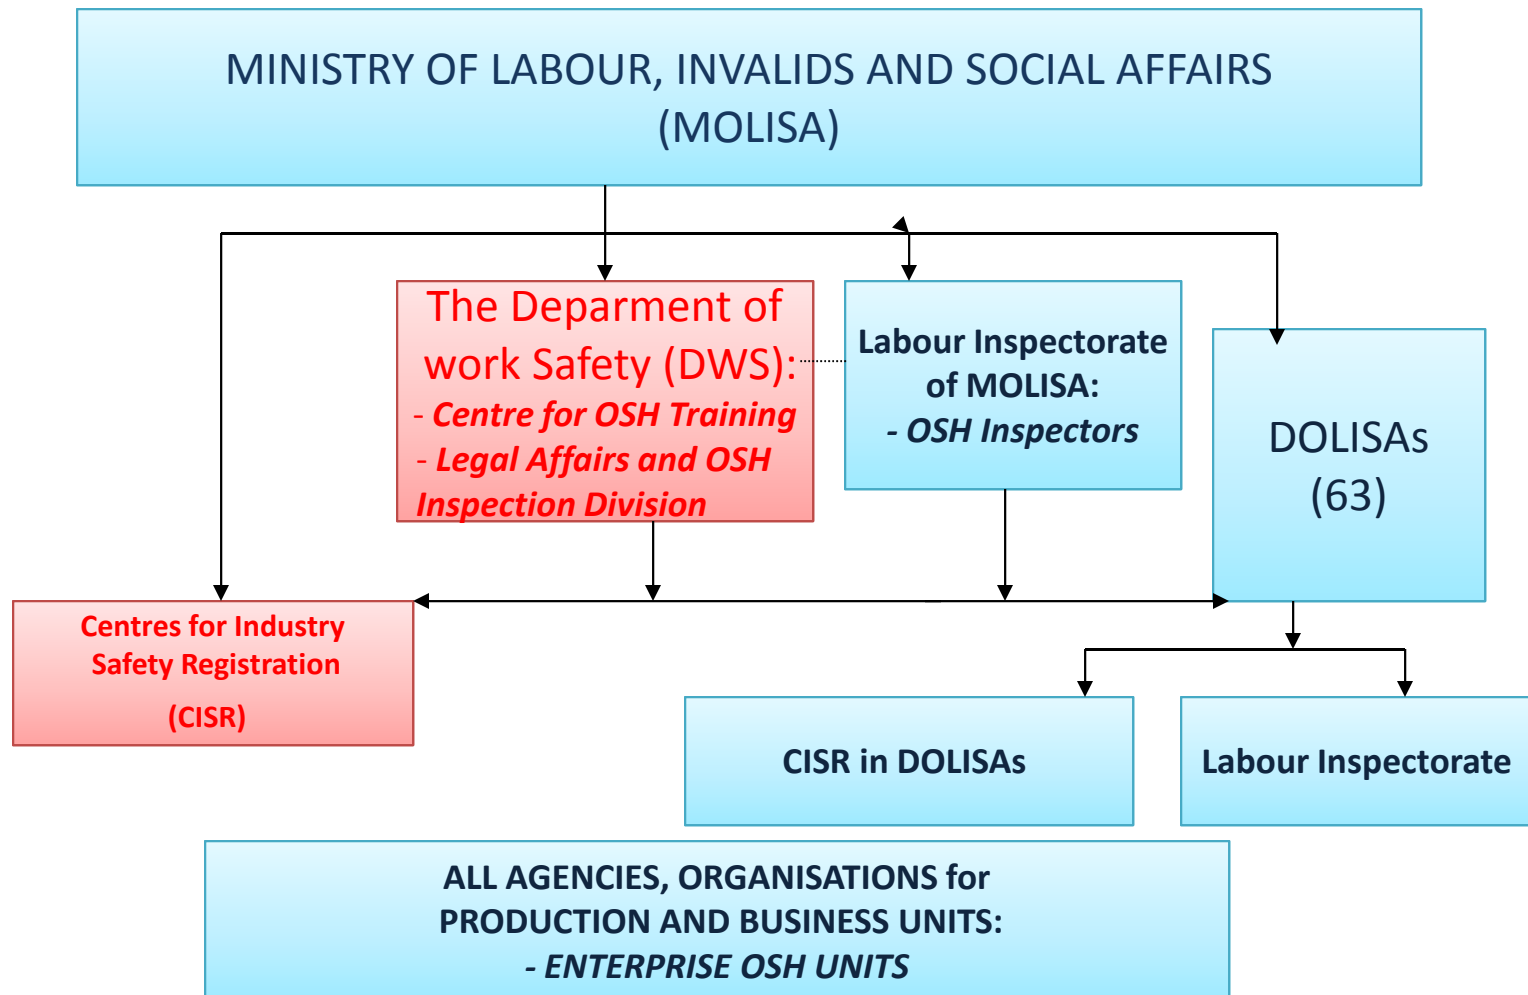 MINISTRY OF LABOUR, INVALIDS AND SOCIAL AFFAIRS
(MOLISA)
The Deparment of
work Safety (DWS):
- Centre for OSH Training
- Legal Affairs and OSH
Inspection Division
Labour Inspectorate
of MOLISA:
- OSH Inspectors
DOLISAs
(63)
Centres for Industry
Safety Registration
(CISR)
CISR in DOLISAs
Labour Inspectorate
ALL AGENCIES, ORGANISATIONS for
PRODUCTION AND BUSINESS UNITS:
- ENTERPRISE OSH UNITS